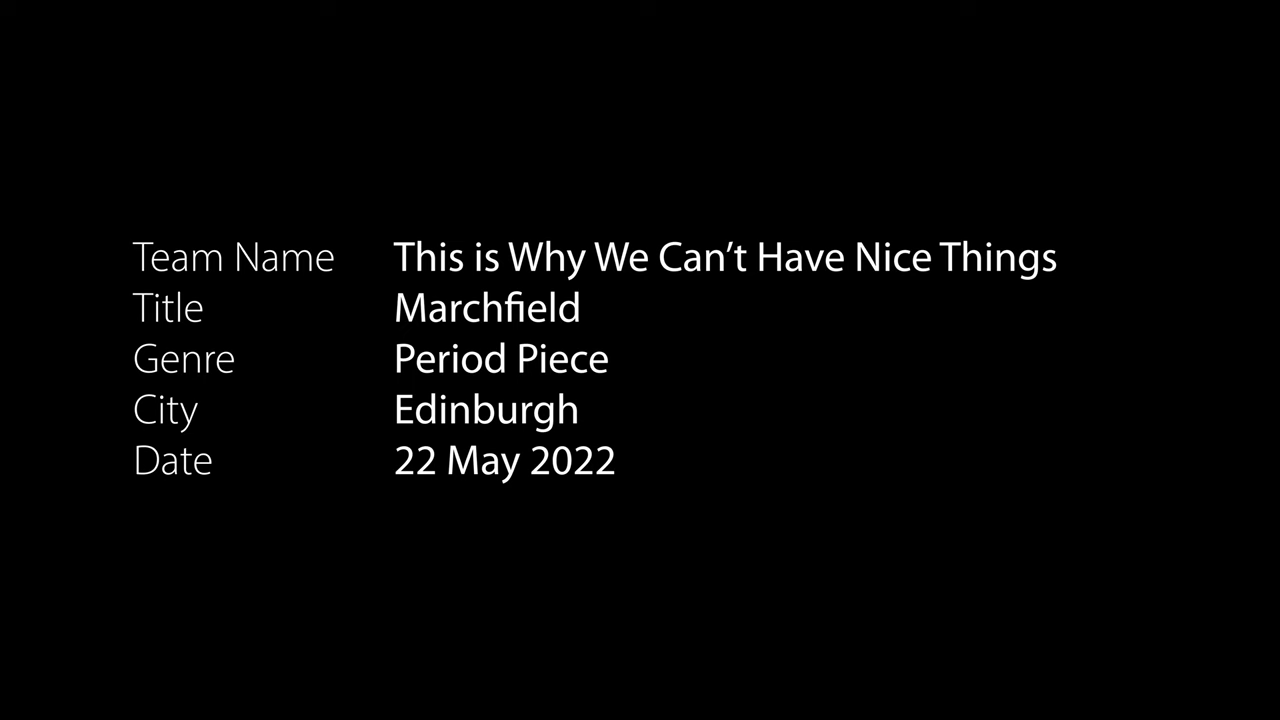 Team Name This is Why We Can’t Have Nice Things
Title Marchfield
Genre Period Piece
City Edinburgh
Date 22 May 2022